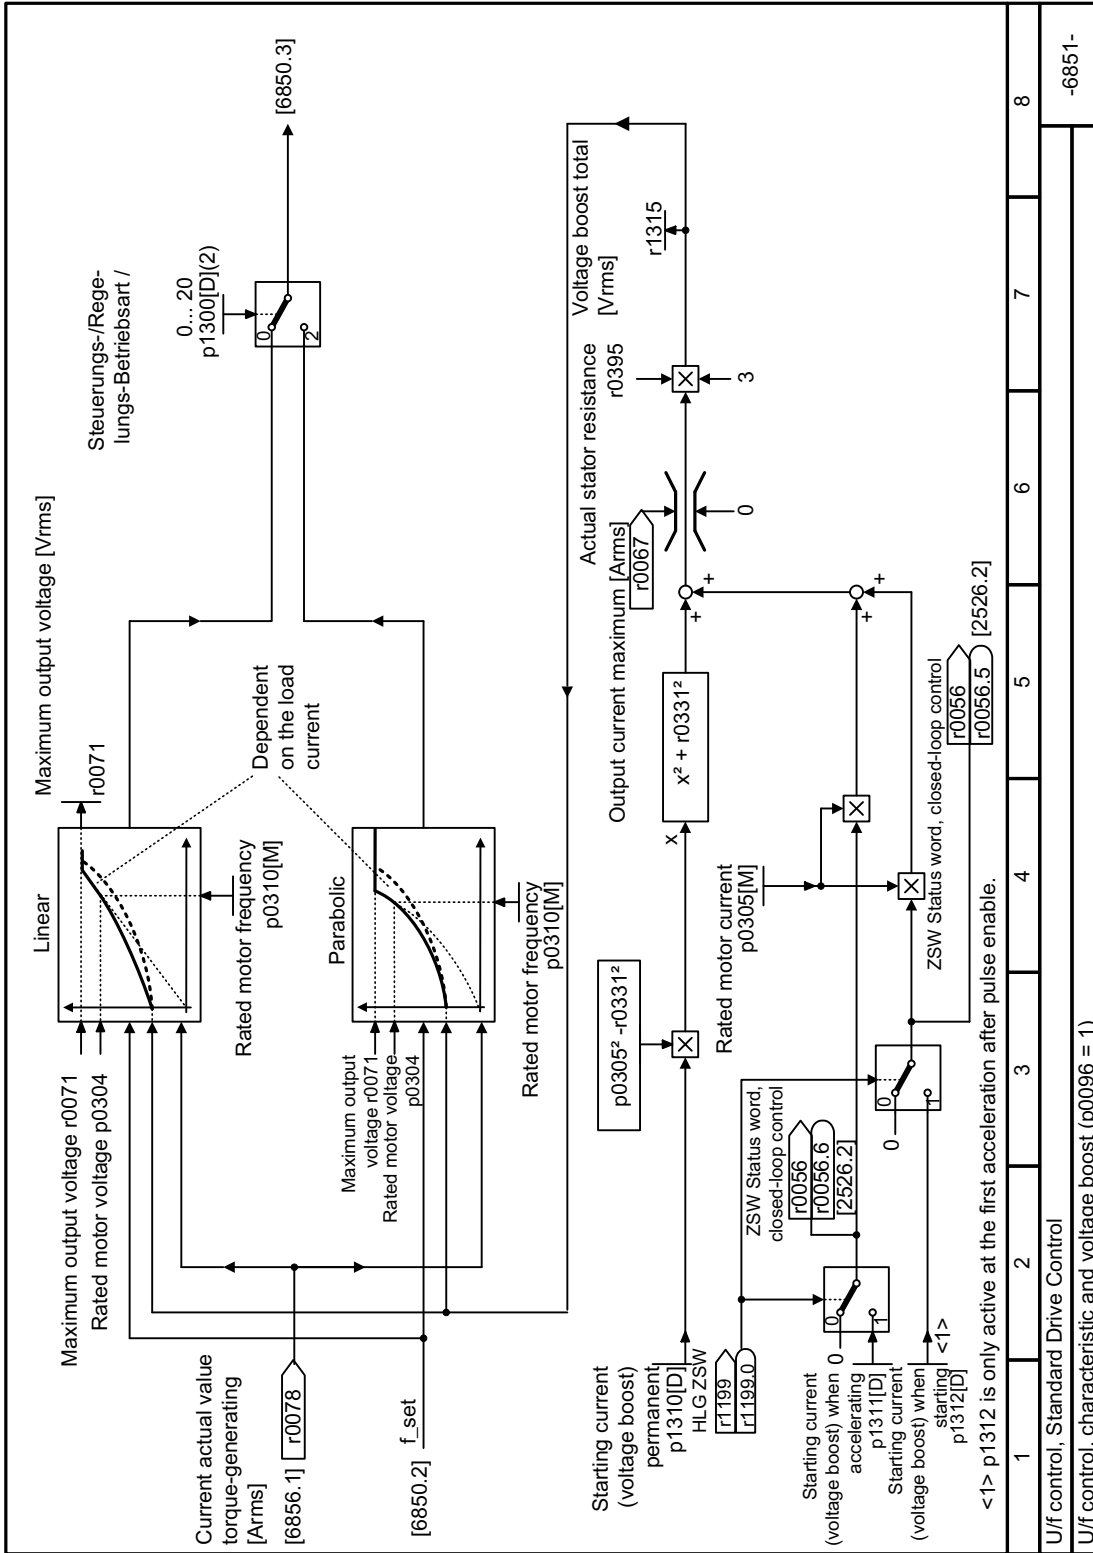 Steuerungs-/Rege-
lungs-Betriebsart /
0... 20
p1300[D](2)
0
2
[6850.3]
Maximum output voltage [Vrms]
r0071
Linear
Dependent
on the load
current
Maximum output voltage r0071
Rated motor voltage p0304
Rated motor frequency
p0310[M]
Parabolic
Maximum output
voltage r0071
Rated motor voltage
p0304
Rated motor frequency
p0310[M]
Current actual value
torque-generating
[Arms]
[6856.1]
r0078
[6850.2]
f_set
Voltage boost total
[Vrms]
r1315
Actual stator resistance
r0395
3
Output current maximum [Arms]
r0067
0
x² + r0331²
x
+
+
+
+
p0305² -r0331²
Starting current
(voltage boost)
permanent
p1310[D]
HLG ZSW
r1199
r1199.0
Rated motor current
p0305[M]
ZSW Status word,
closed-loop control
r0056
r0056.6
[2526.2]
ZSW Status word, closed-loop control
r0056
r0056.5
[2526.2]
Starting current
(voltage boost) when
accelerating
p1311[D]
0
0
1
Starting current
(voltage boost) when
starting
p1312[D]
<1>
0
0
1
<1> p1312 is only active at the first acceleration after pulse enable.
1
2
3
4
5
6
7
8
U/f control, Standard Drive Control
U/f control, characteristic and voltage boost (p0096 = 1)
-6851-